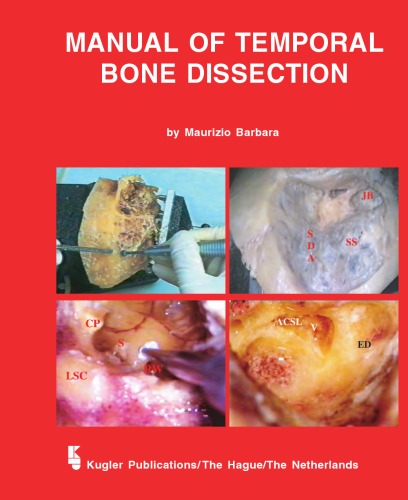 MANUAL OF TEMPORAL
BONE DISSECTION
by Maurizio Barbara
JB
S
D
A
SS
CP
S
LSC
ACSL
V
ED
Kugler Publications/The Hague/The Netherlands